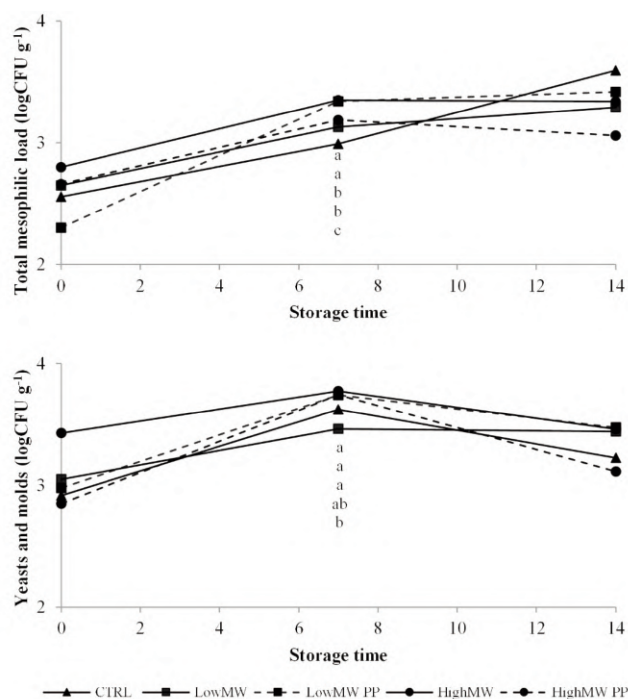 Total mesophilic load (logCFU g⁻¹)
4
3
2
a
a
b
b
c
0 2 4 6 8 10 12 14
Storage time
Yeasts and molds (logCFU g⁻¹)
4
3
2
a
a
a
ab
b
0 2 4 6 8 10 12 14
Storage time
CTRL LowMW LowMW PP HighMW HighMW PP